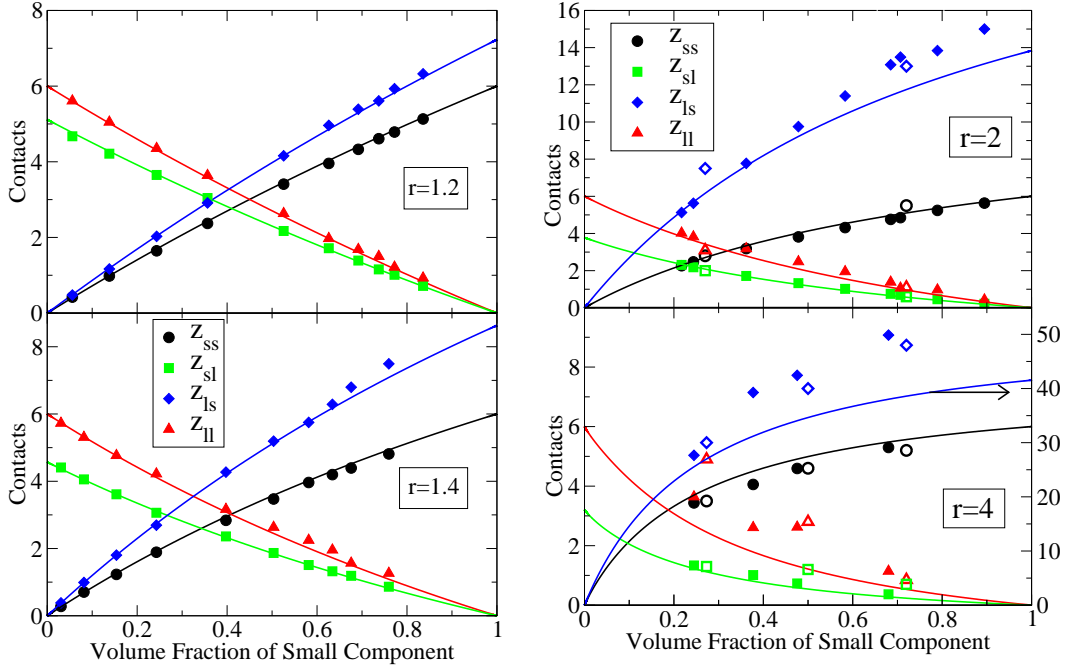 8
6
4
2
0
Contacts
r=1.2
8
6
4
2
0
Contacts
z_ss
z_sl
z_ls
z_ll
r=1.4
0 0.2 0.4 0.6 0.8 1
Volume Fraction of Small Component
16
14
12
10
8
6
4
2
0
Contacts
z_ss
z_sl
z_ls
z_ll
r=2
8
6
4
2
0
Contacts
50
40
30
20
10
0
r=4
0 0.2 0.4 0.6 0.8 1
Volume Fraction of Small Component